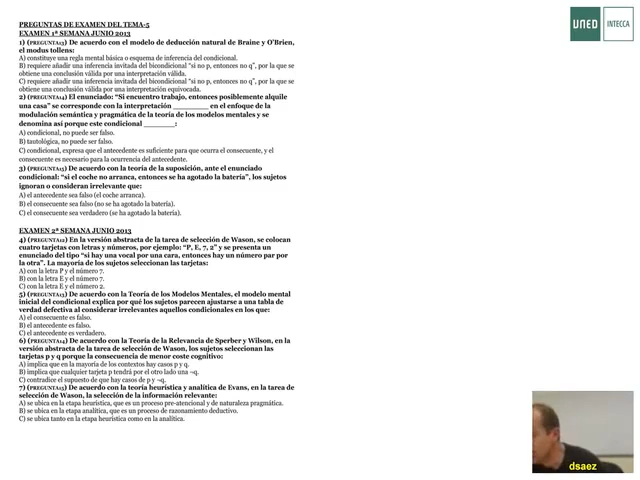 PREGUNTAS DE EXAMEN DEL TEMA-5
EXAMEN 1ª SEMANA JUNIO 2013
1) (PREGUNTA13) De acuerdo con el modelo de deducción natural de Braine y O'Brien,
el modus tollens:
A) constituye una regla mental básica o esquema de inferencia del condicional.
B) requiere añadir una inferencia invitada del bicondicional "si no p, entonces no q", por la que se
obtiene una conclusión válida por una interpretación válida.
C) requiere añadir una inferencia invitada del bicondicional "si no p, entonces no q", por la que se
obtiene una conclusión válida por una interpretación equivocada.
2) (PREGUNTA14) El enunciado: "Si encuentro trabajo, entonces posiblemente alquile
una casa" se corresponde con la interpretación ________ en el enfoque de la
modulación semántica y pragmática de la teoría de los modelos mentales y se
denomina así porque este condicional _______:
A) condicional, no puede ser falso.
B) tautológica, no puede ser falso.
C) condicional, expresa que el antecedente es suficiente para que ocurra el consecuente, y el
consecuente es necesario para la ocurrencia del antecedente.
3) (PREGUNTA15) De acuerdo con la teoría de la suposición, ante el enunciado
condicional: "si el coche no arranca, entonces se ha agotado la batería", los sujetos
ignoran o consideran irrelevante que:
A) el antecedente sea falso (el coche arranca).
B) el consecuente sea falso (no se ha agotado la batería).
C) el consecuente sea verdadero (se ha agotado la batería).
EXAMEN 2ª SEMANA JUNIO 2013
4) (PREGUNTA12) En la versión abstracta de la tarea de selección de Wason, se colocan
cuatro tarjetas con letras y números, por ejemplo: "P, E, 7, 2" y se presenta un
enunciado del tipo "si hay una vocal por una cara, entonces hay un número par por
la otra". La mayoría de los sujetos seleccionan las tarjetas:
A) con la letra P y el número 7.
B) con la letra E y el número 7.
C) con la letra E y el número 2.
5) (PREGUNTA13) De acuerdo con la Teoría de los Modelos Mentales, el modelo mental
inicial del condicional explica por qué los sujetos parecen ajustarse a una tabla de
verdad defectiva al considerar irrelevantes aquellos condicionales en los que:
A) el consecuente es falso.
B) el antecedente es falso.
C) el antecedente es verdadero.
6) (PREGUNTA14) De acuerdo con la Teoría de la Relevancia de Sperber y Wilson, en la
versión abstracta de la tarea de selección de Wason, los sujetos seleccionan las
tarjetas p y q porque la consecuencia de menor coste cognitivo:
A) implica que en la mayoría de los contextos hay casos p y q.
B) implica que cualquier tarjeta p tendrá por el otro lado una ¬q.
C) contradice el supuesto de que hay casos de p y ¬q.
7) (PREGUNTA15) De acuerdo con la teoría heurística y analítica de Evans, en la tarea de
selección de Wason, la selección de la información relevante:
A) se ubica en la etapa heurística, que es un proceso pre-atencional y de naturaleza pragmática.
B) se ubica en la etapa analítica, que es un proceso de razonamiento deductivo.
C) se ubica tanto en la etapa heurística como en la analítica.
UNED
INTECCA
dsaez